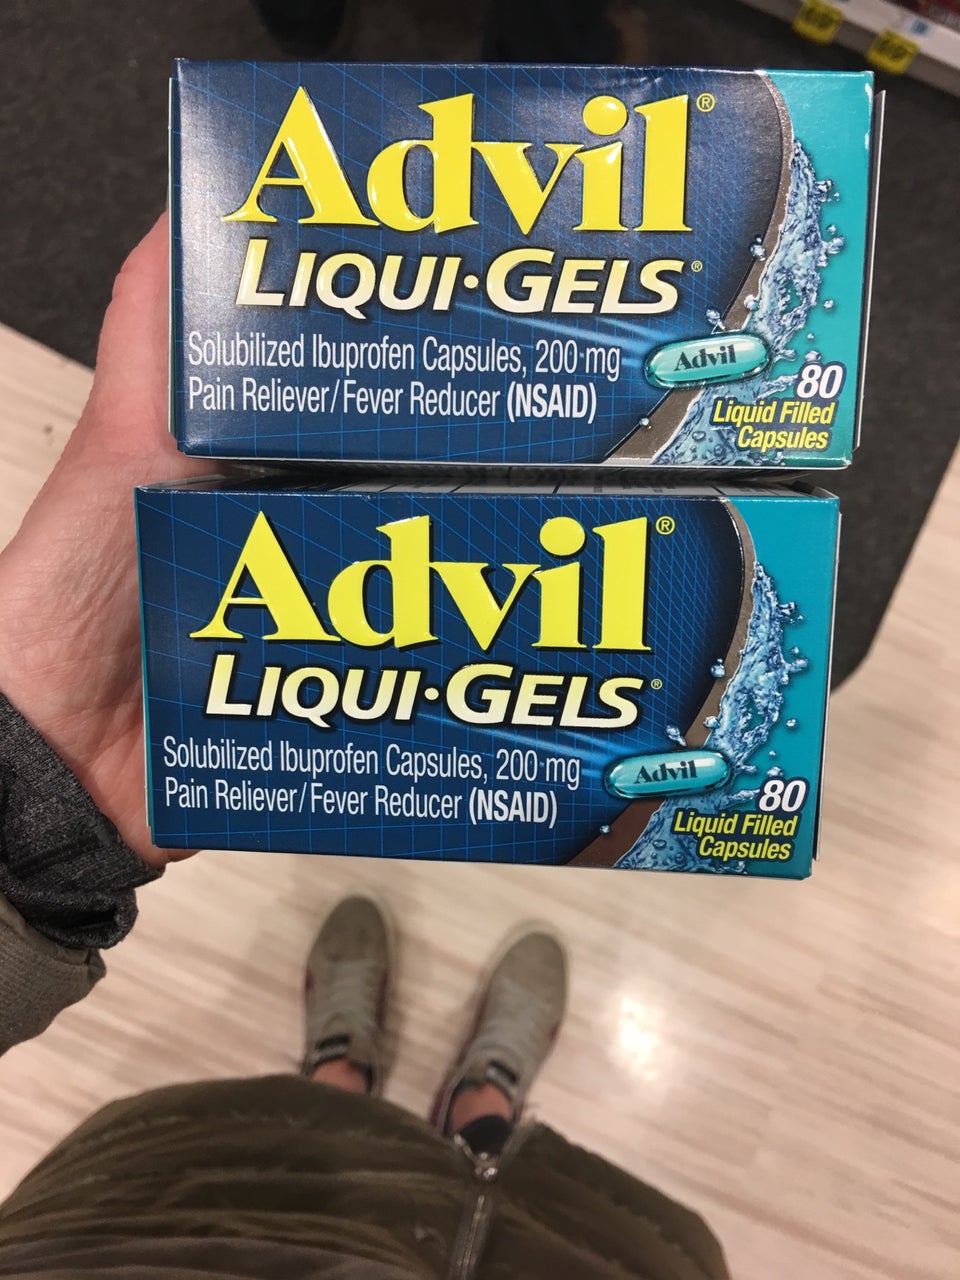 Advil®
LIQUI·GELS®
Solubilized Ibuprofen Capsules, 200 mg
Pain Reliever/Fever Reducer (NSAID)
Advil
80
Liquid Filled
Capsules
Advil®
LIQUI·GELS®
Solubilized Ibuprofen Capsules, 200 mg
Pain Reliever/Fever Reducer (NSAID)
Advil
80
Liquid Filled
Capsules